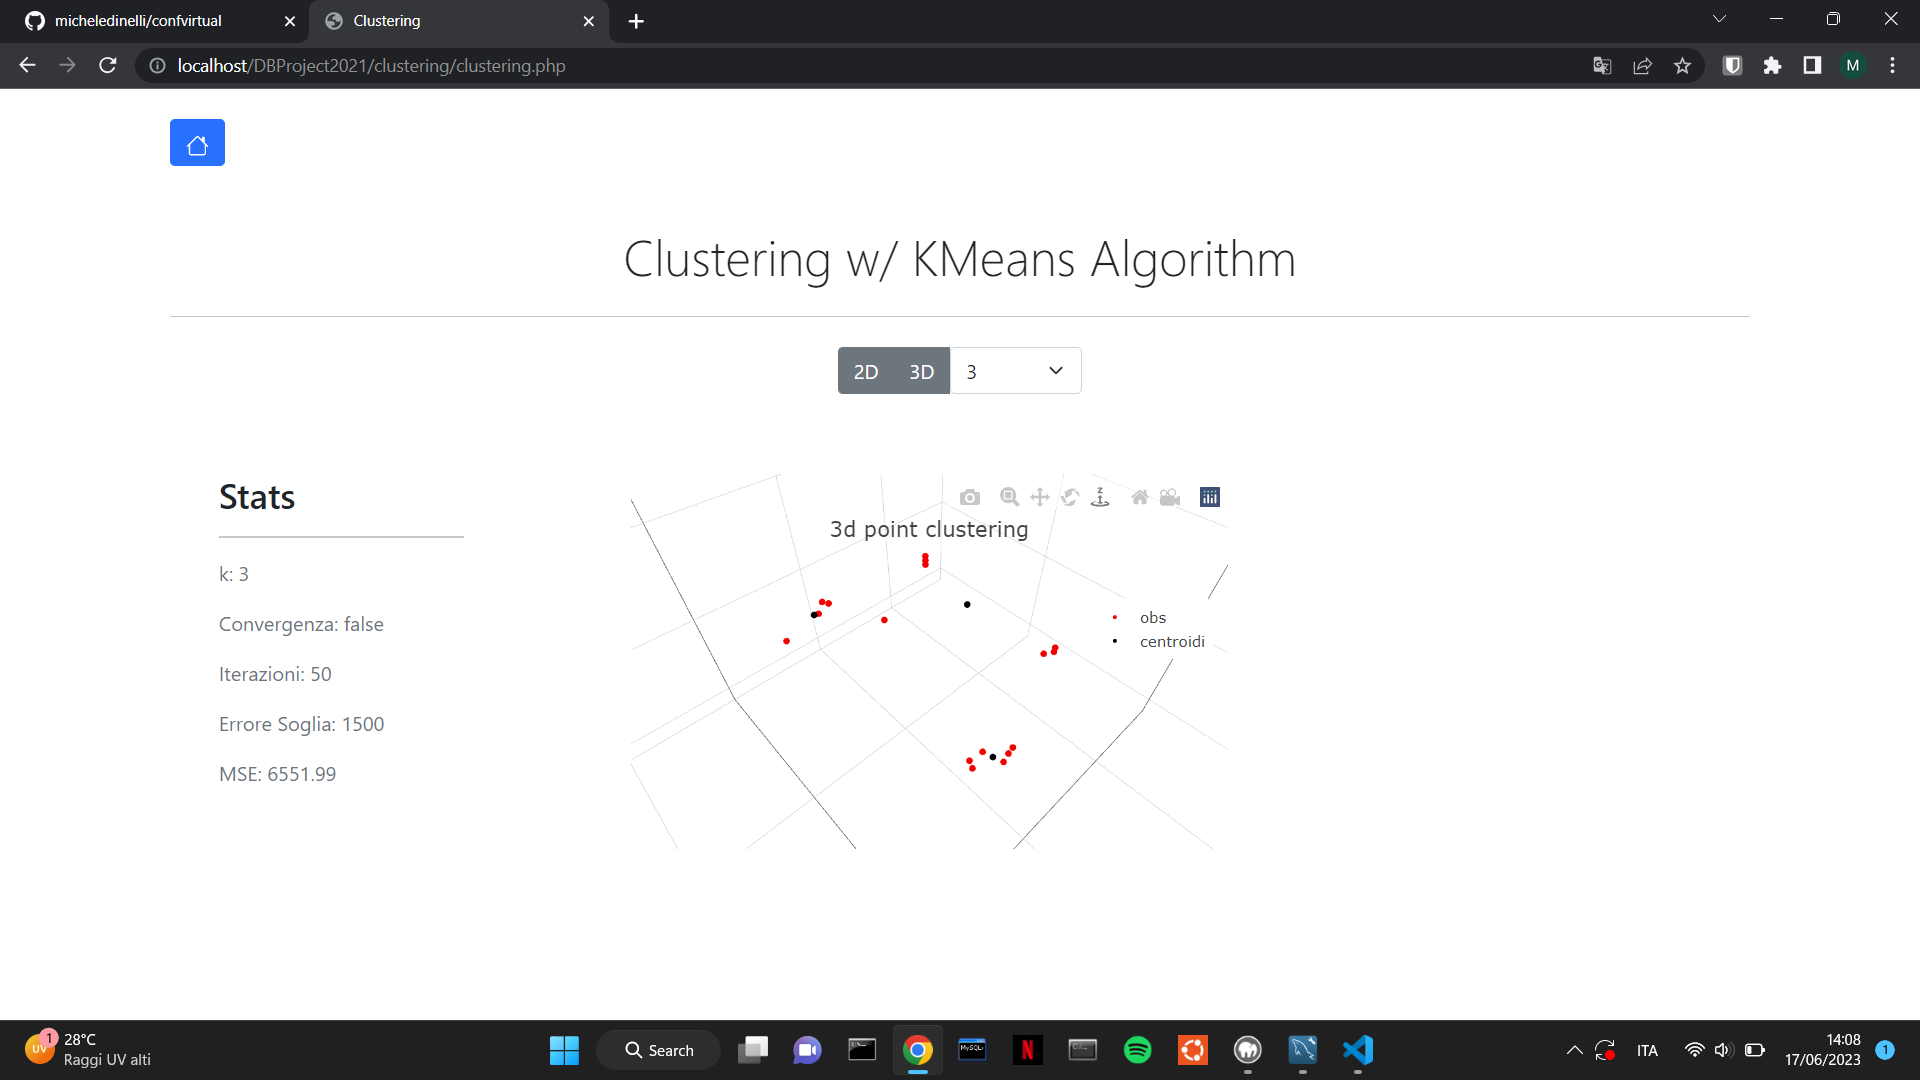 micheledinelli/confvirtual
Clustering
localhost/DBProject2021/clustering/clustering.php
M
Clustering w/ KMeans Algorithm
2D 3D 3
Stats
k: 3
Convergenza: false
Iterazioni: 50
Errore Soglia: 1500
MSE: 6551.99
z
3d point clustering
obs
centroidi
UV
1
28°C
Raggi UV alti
Search
MySQL
N
ITA
14:08
17/06/2023
1